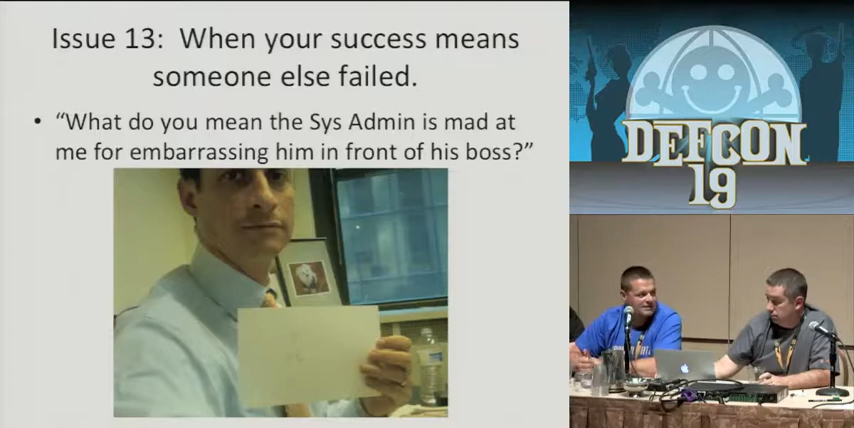 Issue 13:  When your success means
someone else failed.
• “What do you mean the Sys Admin is mad at
me for embarrassing him in front of his boss?”
DEFCON
19